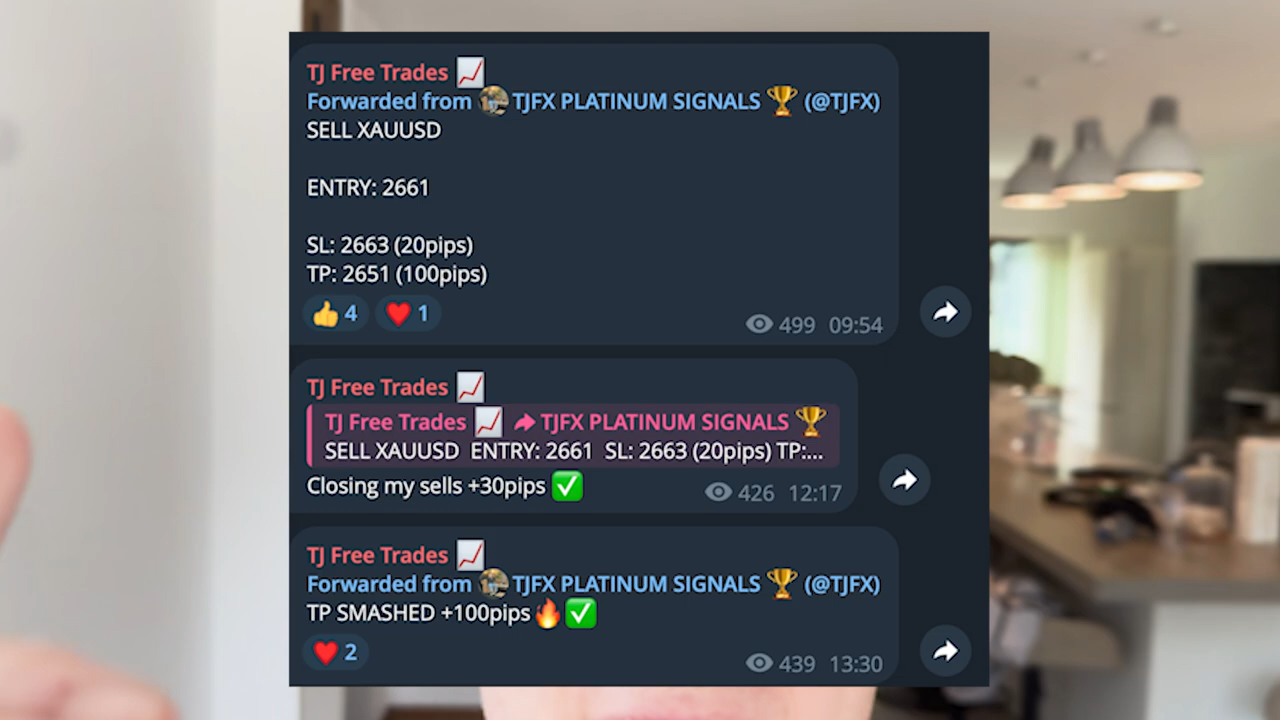 TJ Free Trades 📈
Forwarded from TJFX PLATINUM SIGNALS 🏆 (@TJFX)
SELL XAUUSD
ENTRY: 2661
SL: 2663 (20pips)
TP: 2651 (100pips)
👍 4 ❤️ 1 499 09:54
TJ Free Trades 📈
TJ Free Trades 📈 TJFX PLATINUM SIGNALS 🏆
SELL XAUUSD ENTRY: 2661 SL: 2663 (20pips) TP:...
Closing my sells +30pips ✅ 426 12:17
TJ Free Trades 📈
Forwarded from TJFX PLATINUM SIGNALS 🏆 (@TJFX)
TP SMASHED +100pips 🔥 ✅
❤️ 2 439 13:30